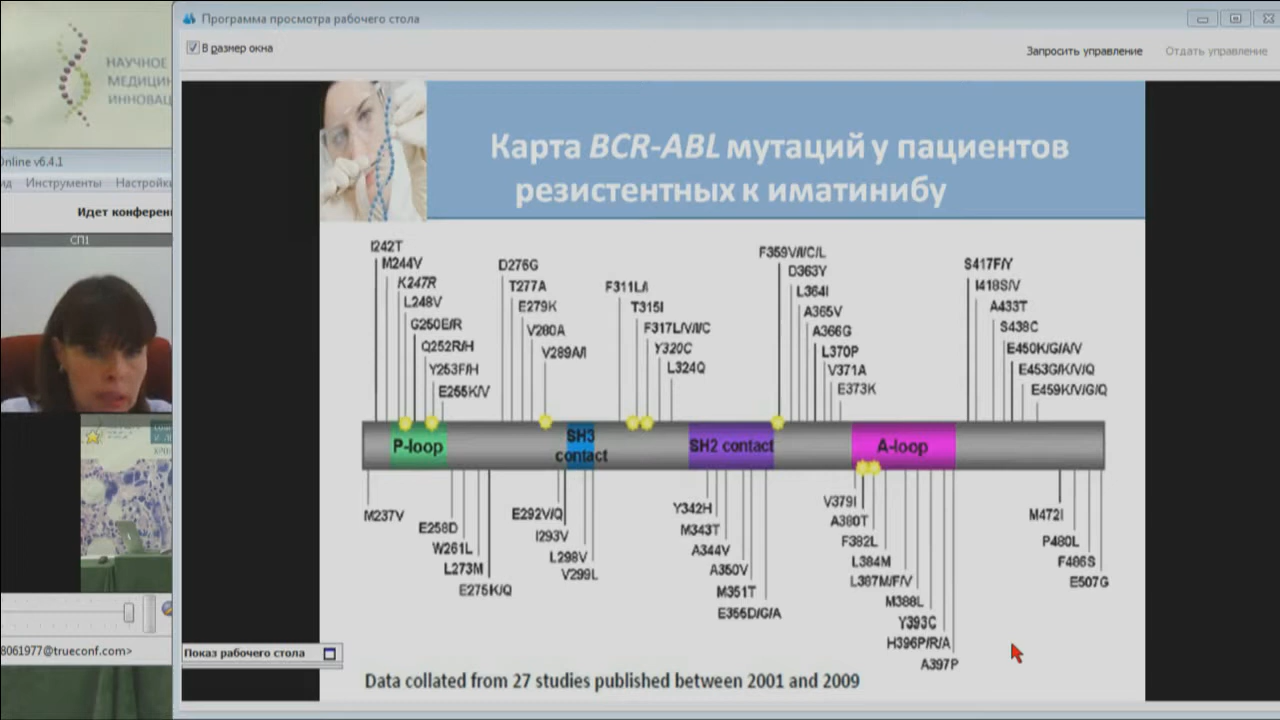 Программа просмотра рабочего стола
В размер окна
Запросить управление
Отдать управление
НАУЧНОЕ
МЕДИЦИН
ИННОВАЦ
Online v6.4.1
ид Инструменты Настройки
Идет конферен
СП1
8061977@trueconf.com>
Карта BCR-ABL мутаций у пациентов
резистентных к иматинибу
I242T
M244V
K247R
L248V
G250E/R
Q252R/H
Y253F/H
E255K/V
D276G
T277A
E279K
V280A
V289A/I
F311L/I
T315I
F317L/V/I/C
Y320C
L324Q
F359V/I/C/L
D363Y
L364I
A365V
A366G
L370P
V371A
E373K
S417F/Y
I418S/V
A433T
S438C
E450K/G/A/V
E453G/K/V/Q
E459K/V/G/Q
P-loop
SH3
contact
SH2 contact
A-loop
M237V
E258D
W261L
L273M
E275K/Q
E292V/Q
I293V
L298V
V299L
Y342H
M343T
A344V
A350V
M351T
E355D/G/A
V379I
A380T
F382L
L384M
L387M/F/V
M388L
Y393C
H396P/R/A
A397P
M472I
P480L
F486S
E507G
Показ рабочего стола
Data collated from 27 studies published between 2001 and 2009